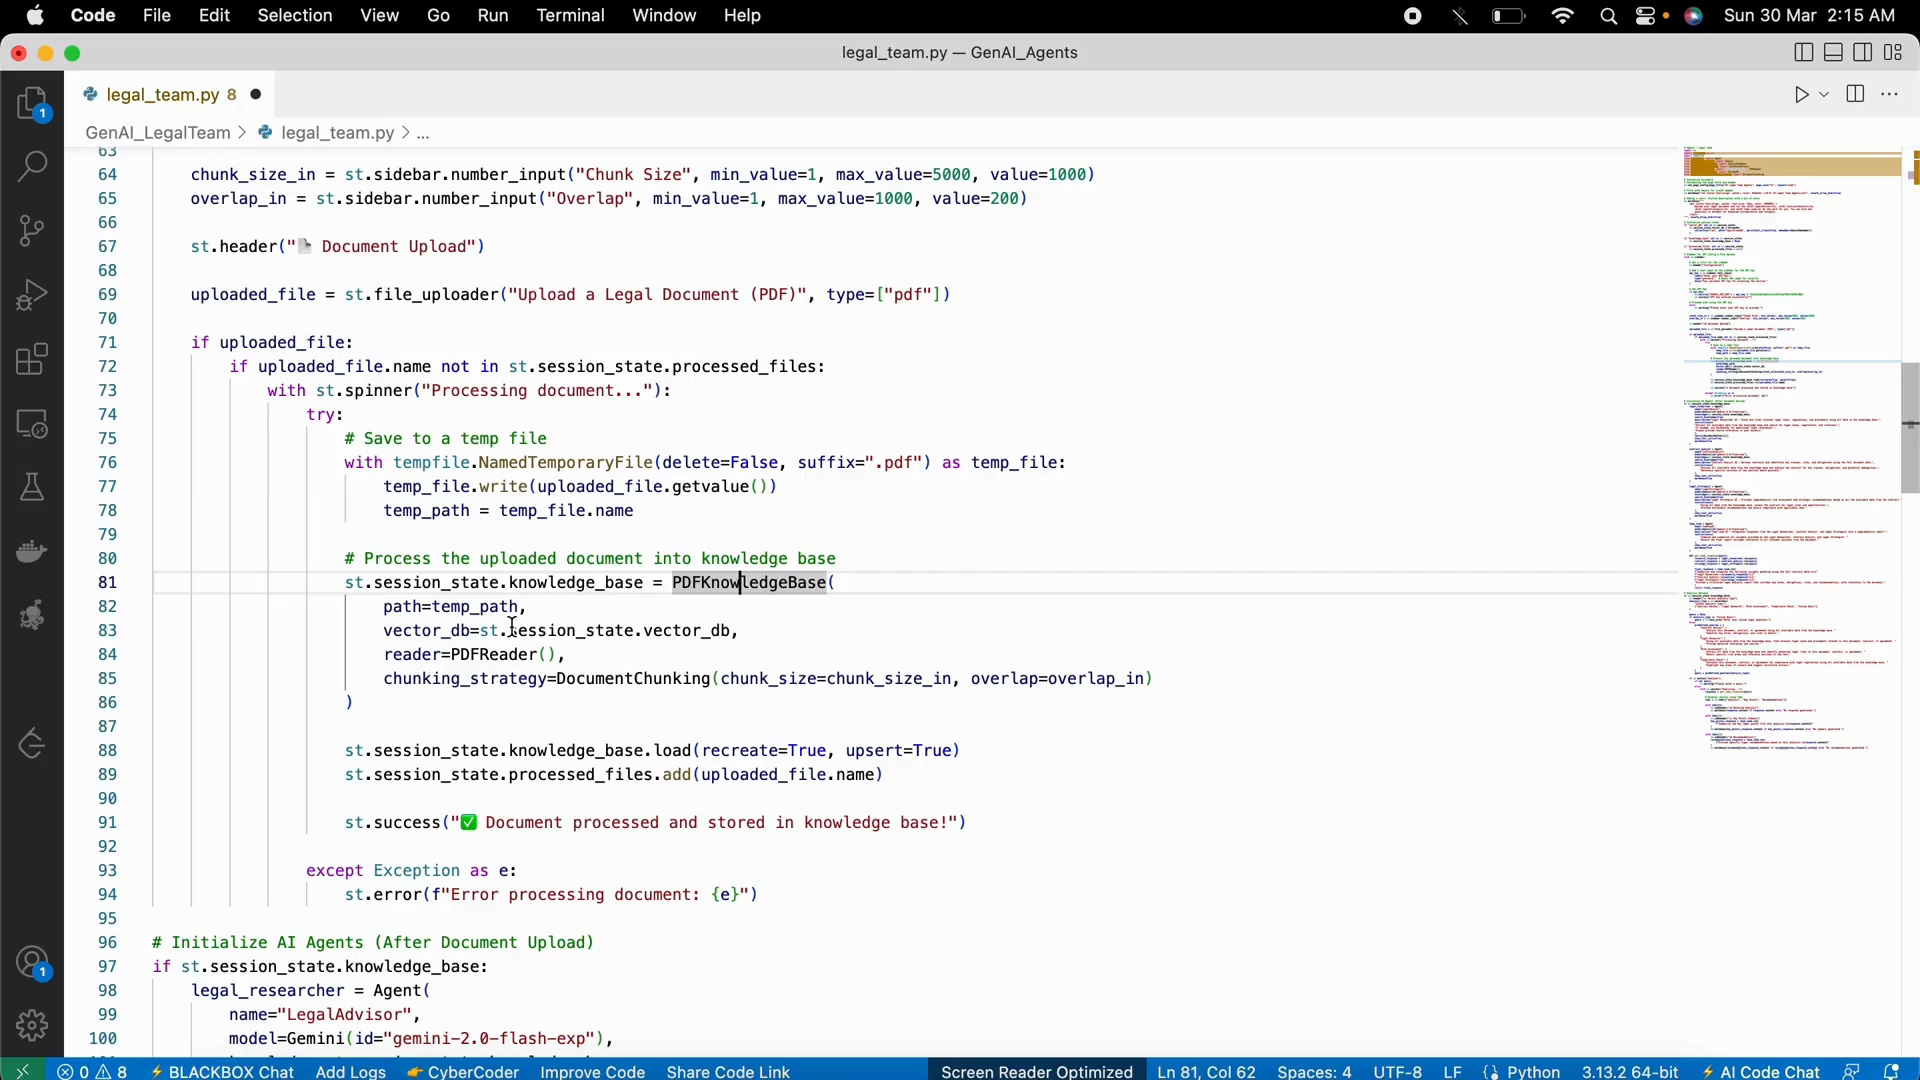 Code File Edit Selection View Go Run Terminal Window Help Sun 30 Mar 2:15 AM
legal_team.py — GenAI_Agents
1
legal_team.py 8
GenAI_LegalTeam > legal_team.py > ...
63
64 chunk_size_in = st.sidebar.number_input("Chunk Size", min_value=1, max_value=5000, value=1000)
65 overlap_in = st.sidebar.number_input("Overlap", min_value=1, max_value=1000, value=200)
66
67 st.header("📄 Document Upload")
68
69 uploaded_file = st.file_uploader("Upload a Legal Document (PDF)", type=["pdf"])
70
71 if uploaded_file:
72 if uploaded_file.name not in st.session_state.processed_files:
73 with st.spinner("Processing document..."):
74 try:
75 # Save to a temp file
76 with tempfile.NamedTemporaryFile(delete=False, suffix=".pdf") as temp_file:
77 temp_file.write(uploaded_file.getvalue())
78 temp_path = temp_file.name
79
80 # Process the uploaded document into knowledge base
81 st.session_state.knowledge_base = PDFKnowledgeBase(
82 path=temp_path,
83 vector_db=st.session_state.vector_db,
84 reader=PDFReader(),
85 chunking_strategy=DocumentChunking(chunk_size=chunk_size_in, overlap=overlap_in)
86 )
87
88 st.session_state.knowledge_base.load(recreate=True, upsert=True)
89 st.session_state.processed_files.add(uploaded_file.name)
90
91 st.success("✅ Document processed and stored in knowledge base!")
92
93 except Exception as e:
94 st.error(f"Error processing document: {e}")
95
96 # Initialize AI Agents (After Document Upload)
97 if st.session_state.knowledge_base:
98 legal_researcher = Agent(
99 name="LegalAdvisor",
100 model=Gemini(id="gemini-2.0-flash-exp"),
1
0 8 BLACKBOX Chat Add Logs CyberCoder Improve Code Share Code Link Screen Reader Optimized Ln 81, Col 62 Spaces: 4 UTF-8 LF Python 3.13.2 64-bit AI Code Chat